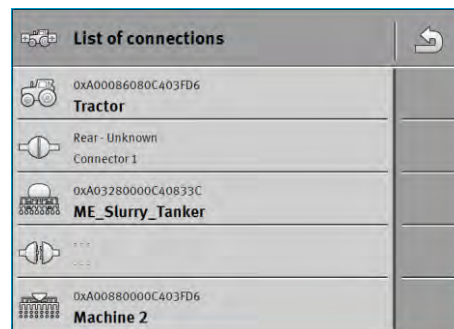 List of connections
0xA00086080C403FD6
Tractor
Rear - Unknown
Connector 1
0xA03280000C40833C
ME_Slurry_Tanker
- - -
- - -
0xA00880000C403FD6
Machine 2